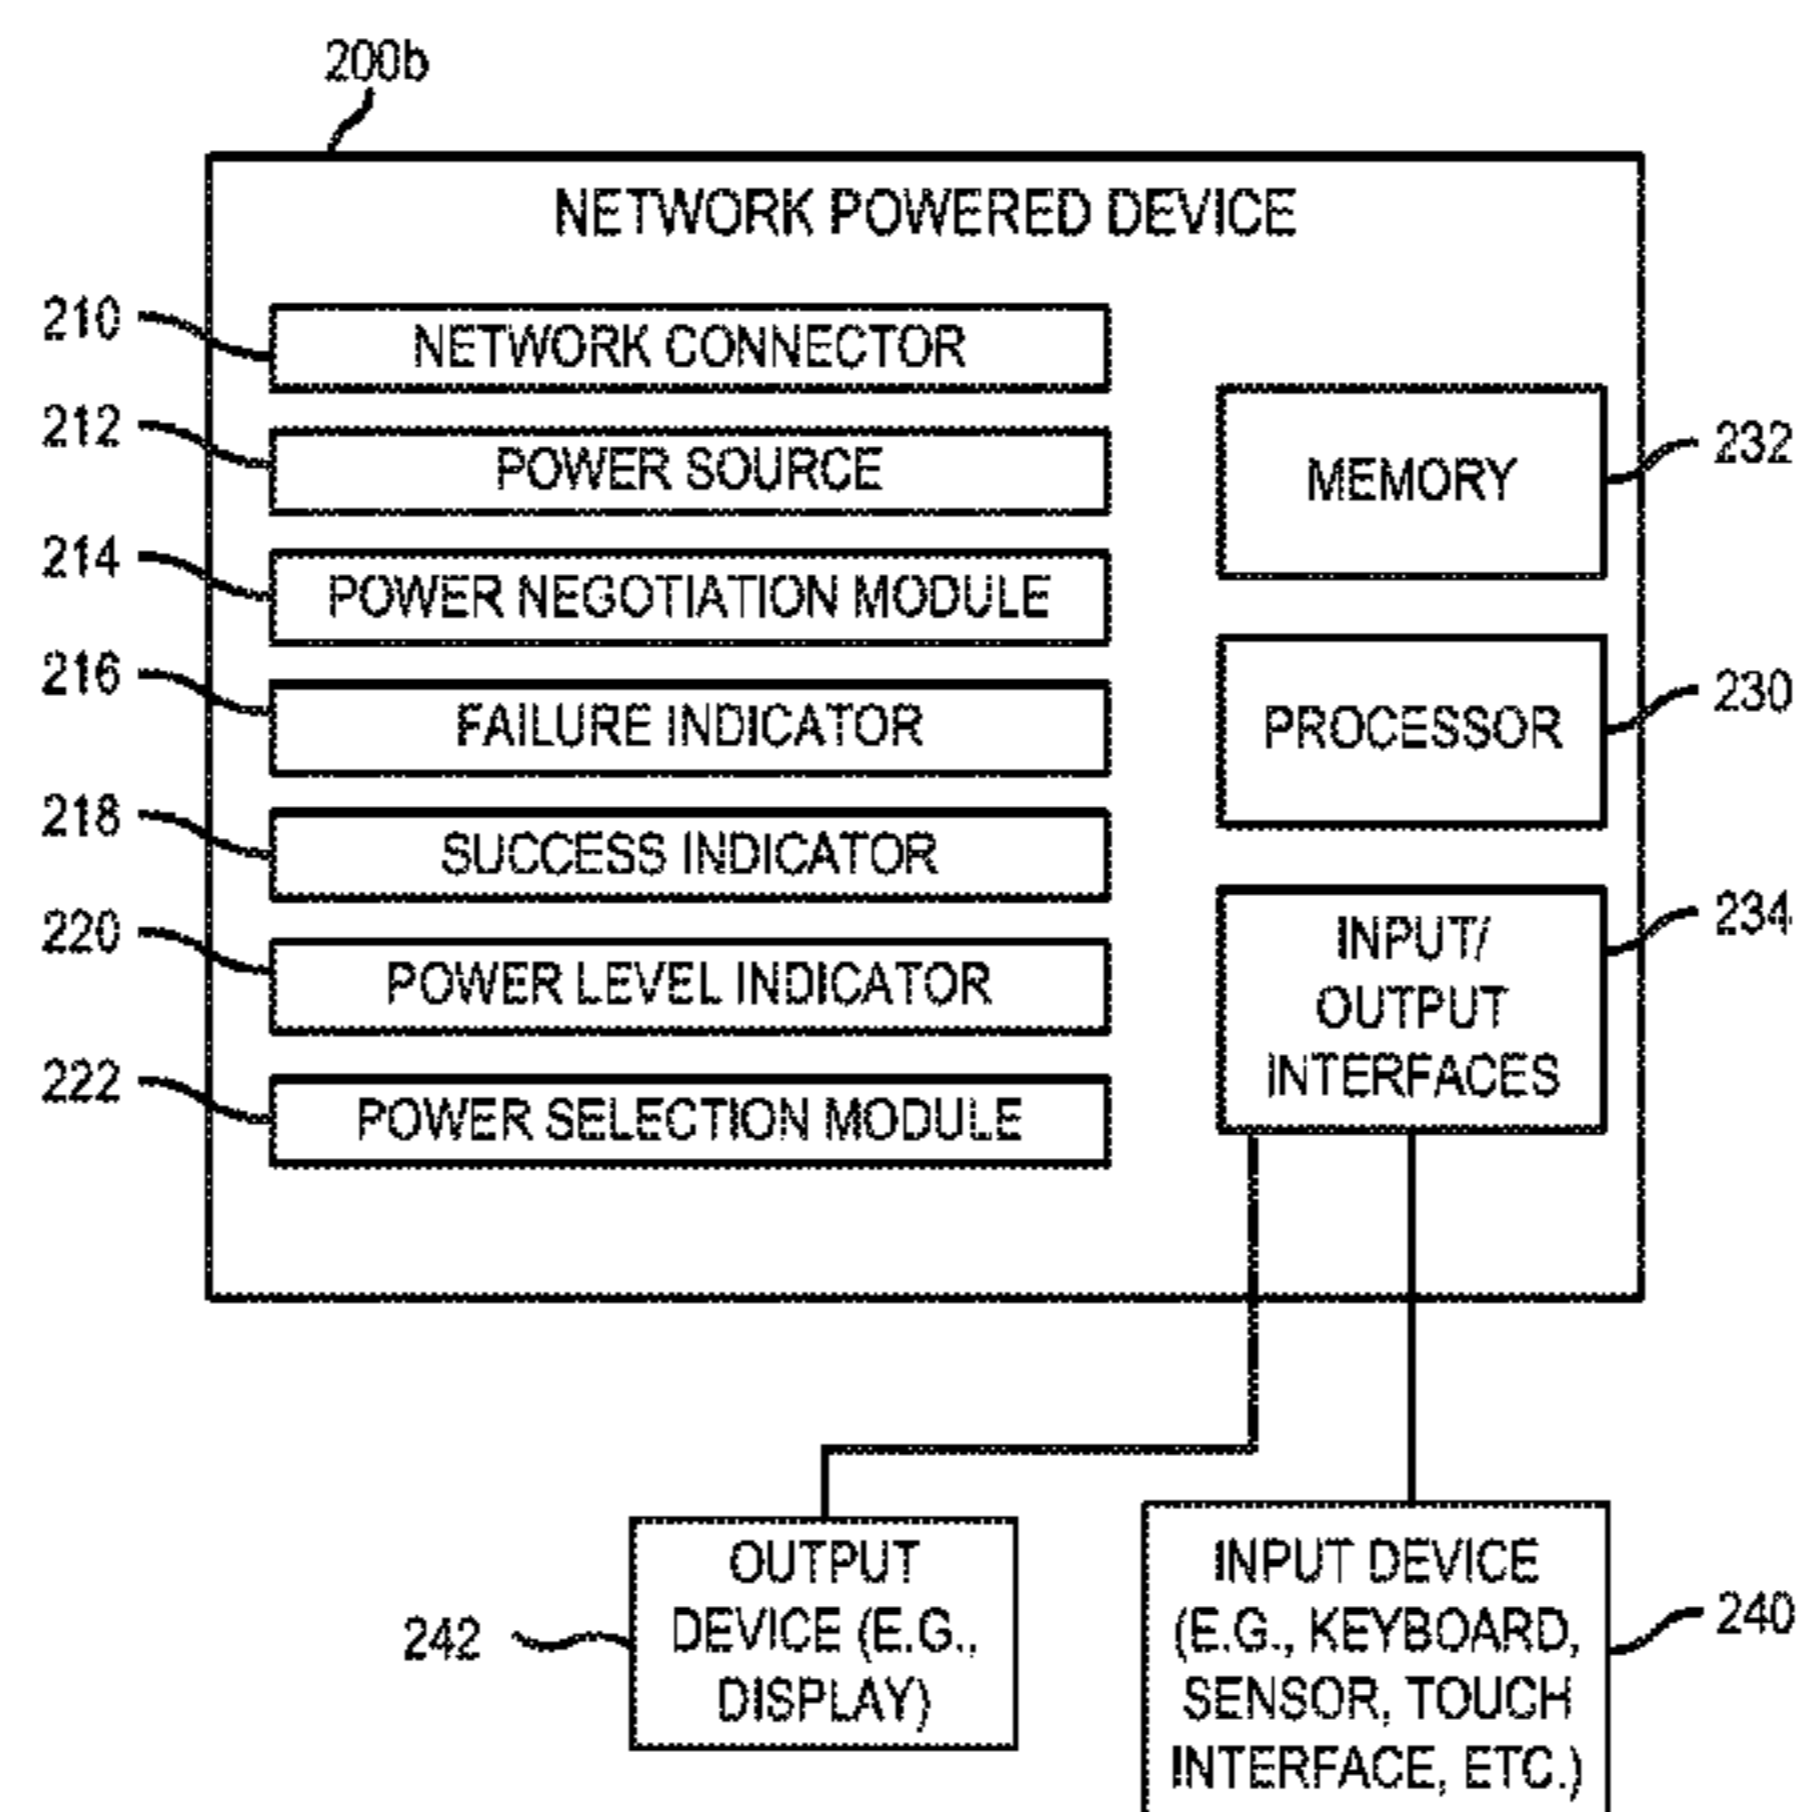 200b
NETWORK POWERED DEVICE
210
NETWORK CONNECTOR
212
POWER SOURCE
214
POWER NEGOTIATION MODULE
216
FAILURE INDICATOR
218
SUCCESS INDICATOR
220
POWER LEVEL INDICATOR
222
POWER SELECTION MODULE
MEMORY
232
PROCESSOR
230
INPUT/
OUTPUT
INTERFACES
234
242
OUTPUT
DEVICE (E.G.,
DISPLAY)
INPUT DEVICE
(E.G., KEYBOARD,
SENSOR, TOUCH
INTERFACE, ETC.)
240